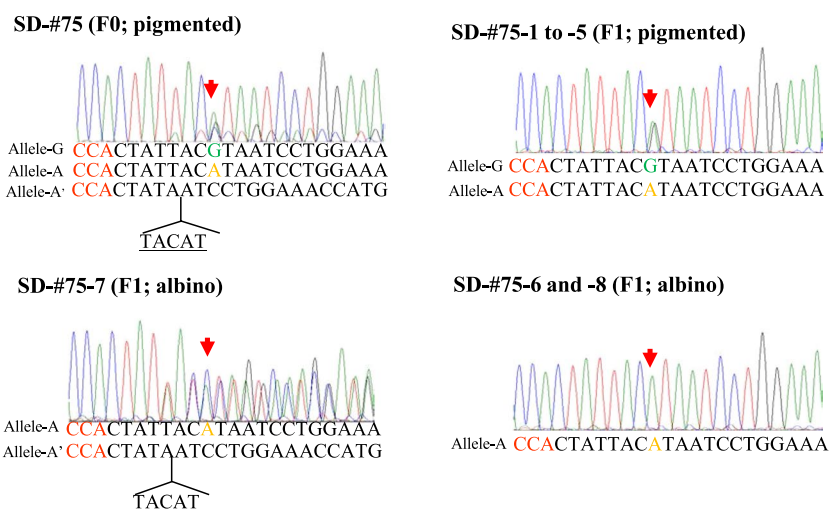 SD-#75 (F0; pigmented)
Allele-G CCACTATTACGTAATCCTGGAAA
Allele-A CCACTATTACATAATCCTGGAAA
Allele-A' CCACTATAATCCTGGAAACCATG
TACAT
SD-#75-1 to -5 (F1; pigmented)
Allele-G CCACTATTACGTAATCCTGGAAA
Allele-A CCACTATTACATAATCCTGGAAA
SD-#75-7 (F1; albino)
Allele-A CCACTATTACATAATCCTGGAAA
Allele-A' CCACTATAATCCTGGAAACCATG
TACAT
SD-#75-6 and -8 (F1; albino)
Allele-A CCACTATTACATAATCCTGGAAA